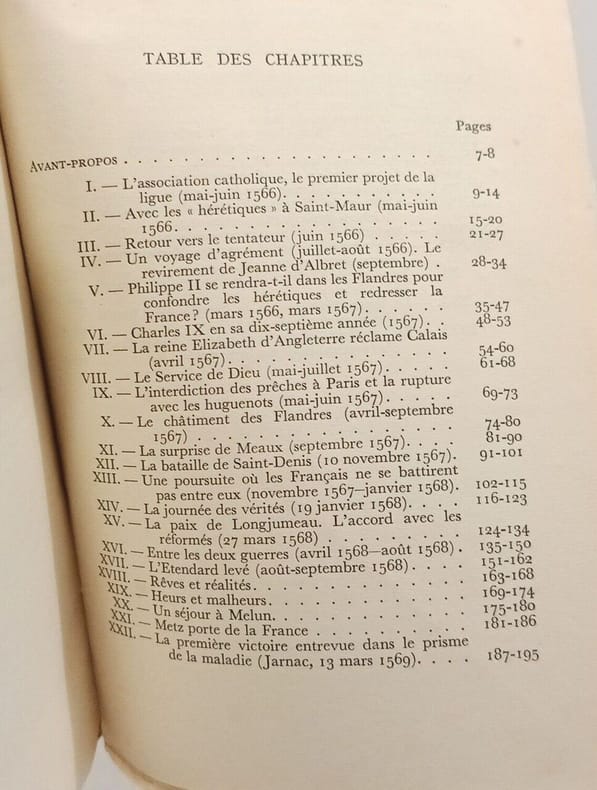 TABLE DES CHAPITRES
Pages
AVANT-PROPOS . . . . . . . . . . . . . . . . . . . . 7-8
I. — L'association catholique, le premier projet de la
ligue (mai-juin 1566). . . . . . . . . . . 9-14
II. — Avec les « hérétiques » à Saint-Maur (mai-juin
1566. . . . . . . . . . . . . . . . . . 15-20
III. — Retour vers le tentateur (juin 1566) . . . . . 21-27
IV. — Un voyage d'agrément (juillet-août 1566). Le
revirement de Jeanne d'Albret (septembre) . 28-34
V. — Philippe II se rendra-t-il dans les Flandres pour
confondre les hérétiques et redresser la
France? (mars 1566, mars 1567). . . . . . 35-47
VI. — Charles IX en sa dix-septième année (1567). . 48-53
VII. — La reine Elizabeth d'Angleterre réclame Calais
(avril 1567). . . . . . . . . . . . . . . 54-60
VIII. — Le Service de Dieu (mai-juillet 1567). . . . . 61-68
IX. — L'interdiction des prêches à Paris et la rupture
avec les huguenots (mai-juin 1567). . . . . 69-73
X. — Le châtiment des Flandres (avril-septembre
1567) . . . . . . . . . . . . . . . . . 74-80
XI. — La surprise de Meaux (septembre 1567). . . . 81-90
XII. — La bataille de Saint-Denis (10 novembre 1567). 91-101
XIII. — Une poursuite où les Français ne se battirent
pas entre eux (novembre 1567–janvier 1568). 102-115
XIV. — La journée des vérités (19 janvier 1568). . . . 116-123
XV. — La paix de Longjumeau. L'accord avec les
réformés (27 mars 1568) . . . . . . . . . 124-134
XVI. — Entre les deux guerres (avril 1568—août 1568) . 135-150
XVII. — L'Etendard levé (août-septembre 1568). . . . 151-162
XVIII. — Rêves et réalités. . . . . . . . . . . . . . 163-168
XIX. — Heurs et malheurs. . . . . . . . . . . . . 169-174
XX. — Un séjour à Melun. . . . . . . . . . . . . 175-180
XXI. — Metz porte de la France . . . . . . . . . . 181-186
XXII. — La première victoire entrevue dans le prisme
de la maladie (Jarnac, 13 mars 1569). . . . 187-195